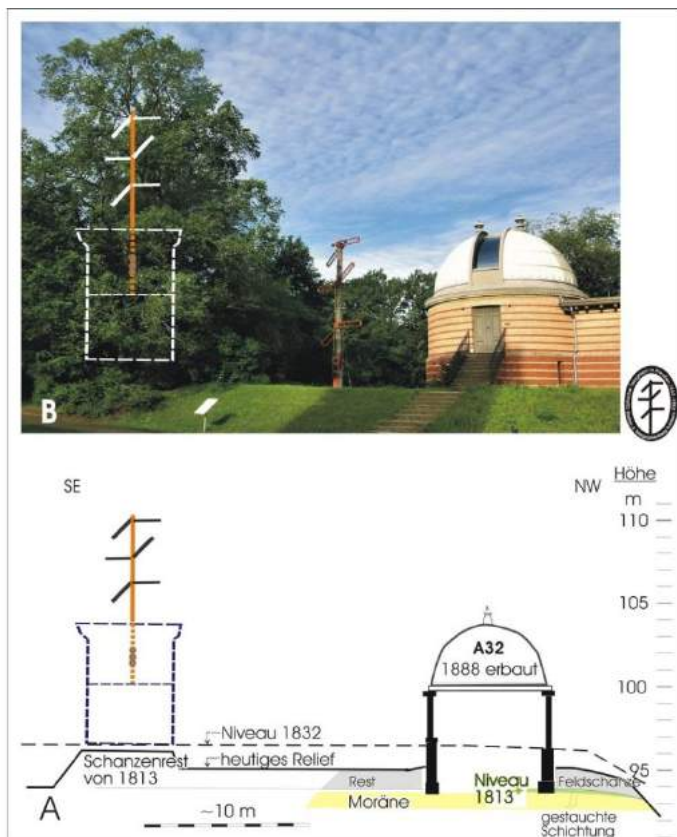 B
SE
NW
Höhe
m
110
105
A32
1888 erbaut
100
Niveau 1832
Schanzenrest
von 1813
heutiges Relief
Rest
Niveau
1813
Feldschanze
95
A
Moräne
~10 m
gestauchte
Schichtung